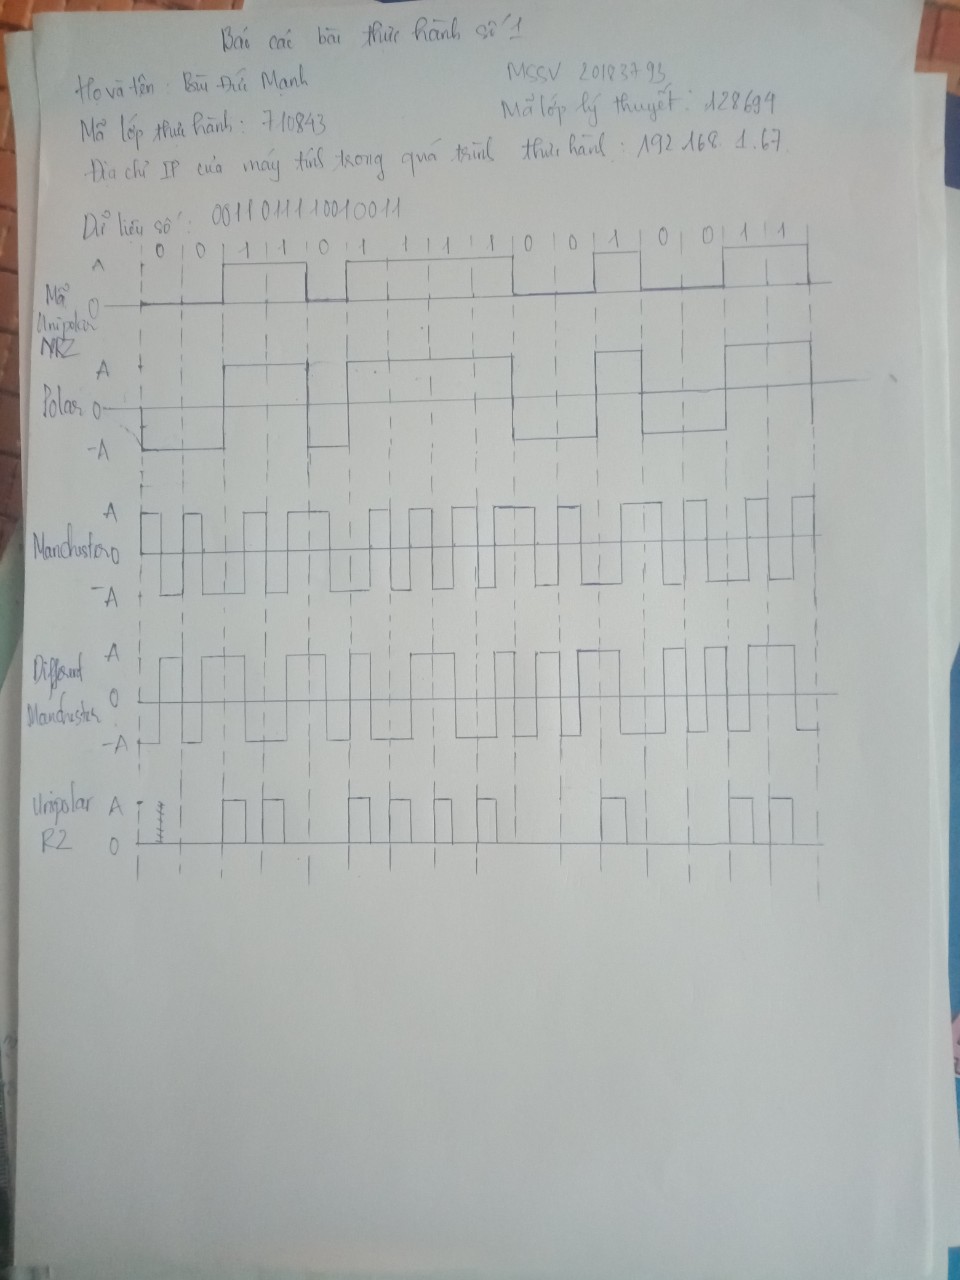 Báo các bài thực hành số 1
Họ và tên: Bùi Đức Mạnh
MSSV 20183793
Mã lớp thực hành: 710843
Mã lớp lý thuyết: 128694
Địa chỉ IP của máy tính trong quá trình thực hành: 192.168.1.67
Dữ liệu số: 0011011110010011
0 0 1 1 0 1 1 1 1 0 0 1 0 0 1 1
A
Mã
0
Unipolar
NRZ
A
Polar 0
-A
A
Manchester 0
-A
Different A
0
Manchester
-A
Unipolar A
RZ 0